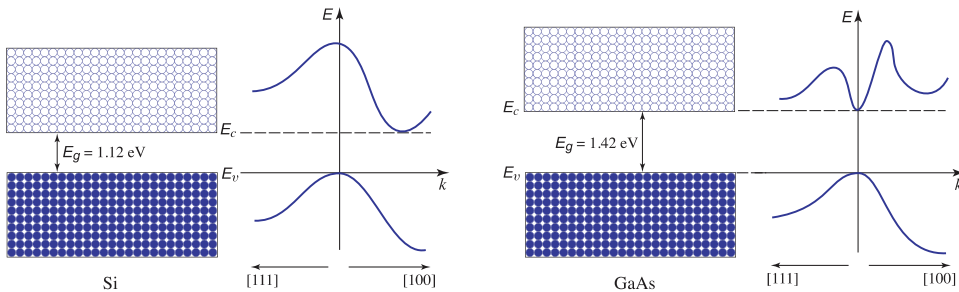 E
E_c
E_g = 1.12 eV
E_v
k
[111]
[100]
Si
E
E_c
E_g = 1.42 eV
E_v
k
[111]
[100]
GaAs